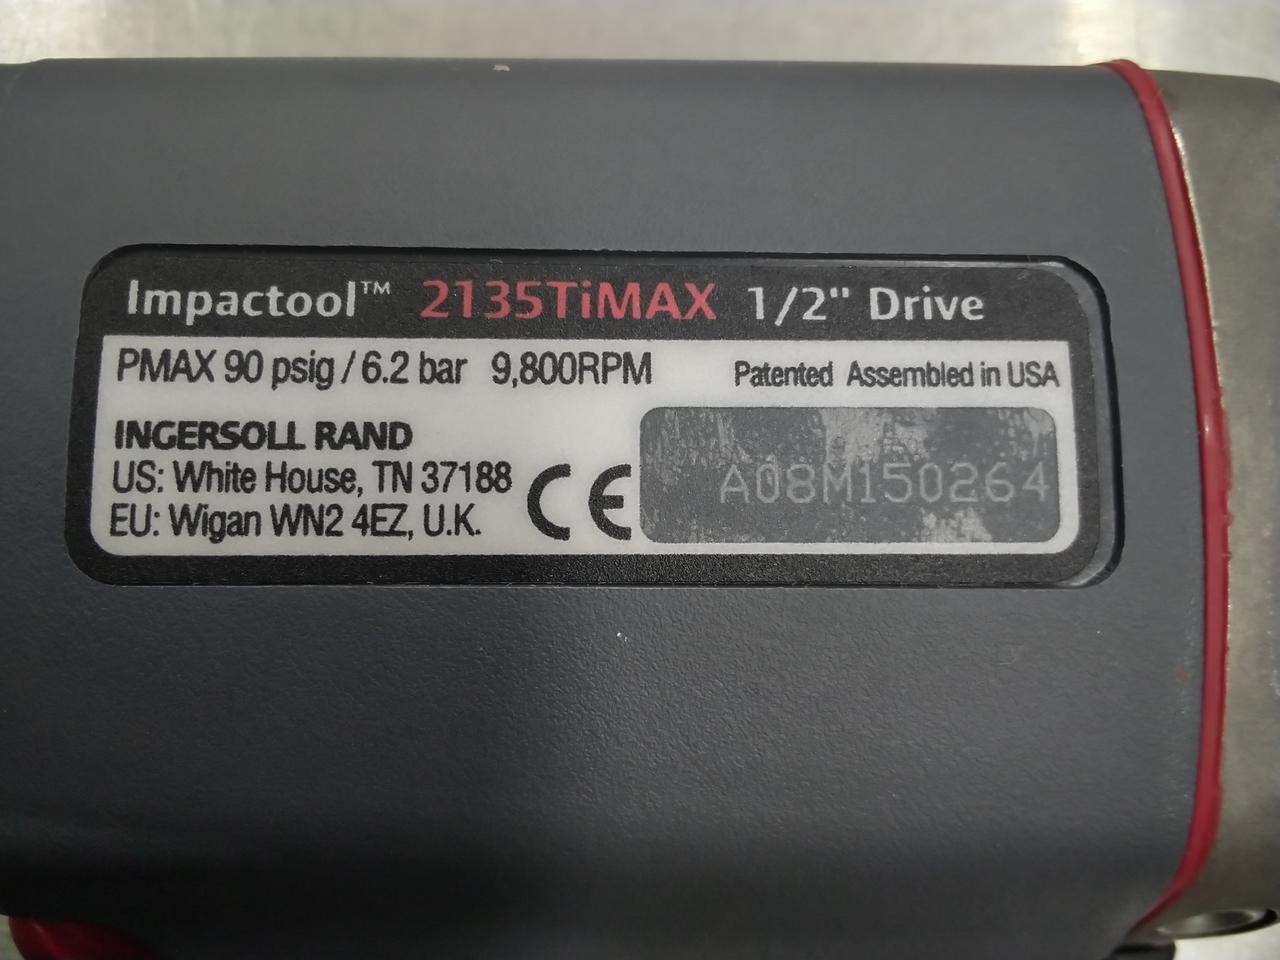 Impactool™ 2135TiMAX 1/2" Drive
PMAX 90 psig / 6.2 bar 9,800RPM Patented Assembled in USA
INGERSOLL RAND
US: White House, TN 37188
EU: Wigan WN2 4EZ, U.K.
CE
A08M150264